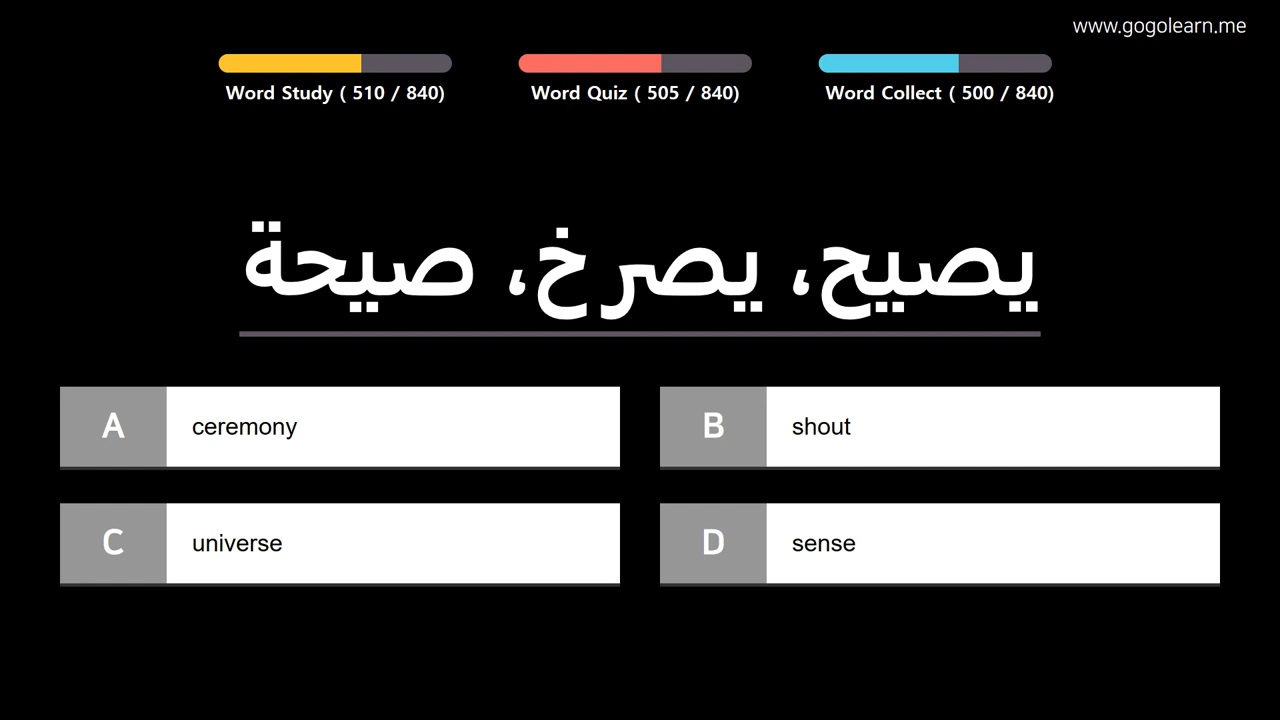 www.gogolearn.me
Word Study ( 510 / 840)
Word Quiz ( 505 / 840)
Word Collect ( 500 / 840)
يصيح، يصرخ، صيحة
A ceremony
B shout
C universe
D sense